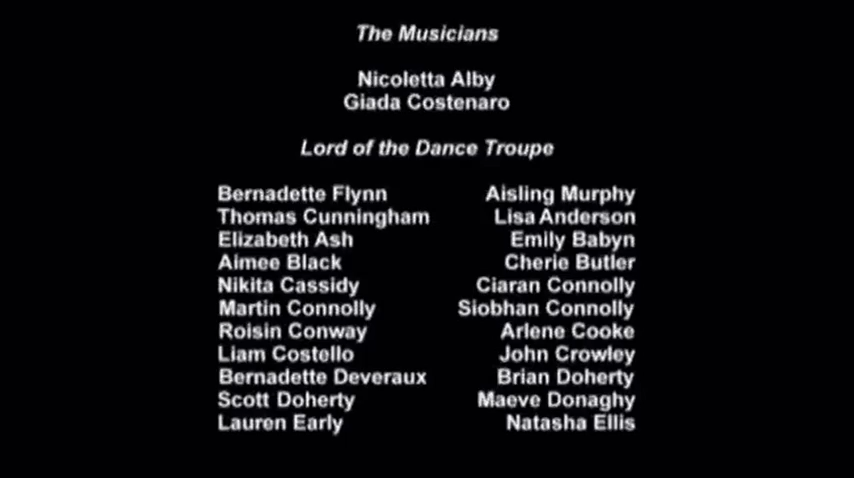 The Musicians
Nicoletta Alby
Giada Costenaro
Lord of the Dance Troupe
Bernadette Flynn Aisling Murphy
Thomas Cunningham Lisa Anderson
Elizabeth Ash Emily Babyn
Aimee Black Cherie Butler
Nikita Cassidy Ciaran Connolly
Martin Connolly Siobhan Connolly
Roisin Conway Arlene Cooke
Liam Costello John Crowley
Bernadette Deveraux Brian Doherty
Scott Doherty Maeve Donaghy
Lauren Early Natasha Ellis